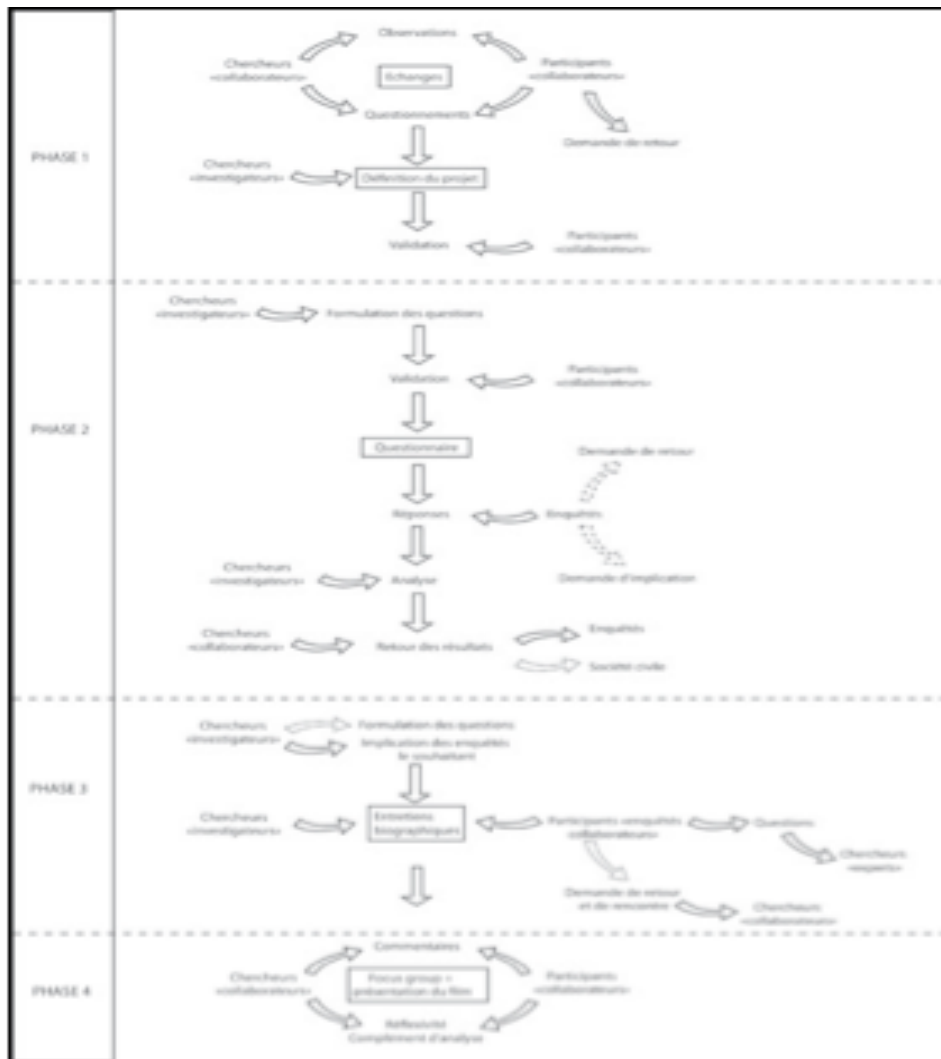 PHASE 1
Observations
Chercheurs
«collaborateurs»
Participants
«collaborateurs»
Echanges
Questionnements
Demande de retour
Chercheurs
«investigateurs»
Définition du projet
Validation
Participants
«collaborateurs»
PHASE 2
Chercheurs
«investigateurs»
Formulation des questions
Validation
Participants
«collaborateurs»
Questionnaire
Demande de retour
Réponses
Enquêtés
Demande d'implication
Chercheurs
«investigateurs»
Analyse
Chercheurs
«collaborateurs»
Retour des résultats
Enquêtés
Société civile
PHASE 3
Chercheurs
«investigateurs»
Formulation des questions
Implication des enquêtés
le souhaitant
Chercheurs
«investigateurs»
Entretiens
biographiques
Participants «enquêtés
collaborateurs»
Questions
Chercheurs
«experts»
Demande de retour
et de rencontre
Chercheurs
«collaborateurs»
PHASE 4
Commentaires
Chercheurs
«collaborateurs»
Focus group =
présentation du film
Participants
«collaborateurs»
Réflexivité
Complément d'analyse